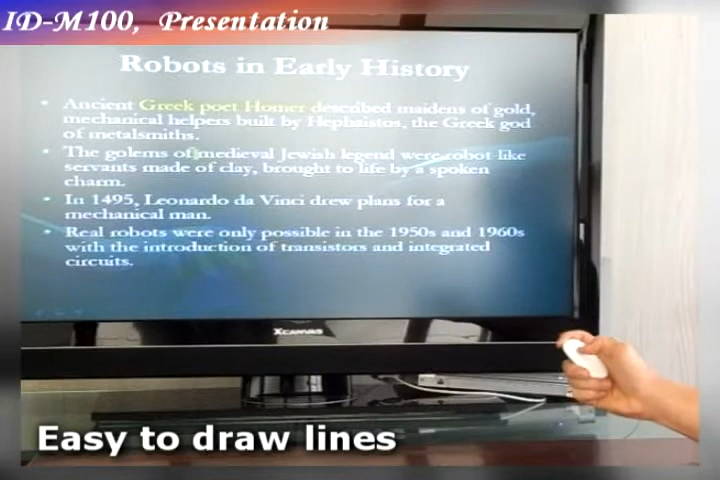 ID-M100, Presentation
Robots in Early History
• Ancient Greek poet Homer described maidens of gold,
mechanical helpers built by Hephaistos, the Greek god
of metalsmiths.
• The golems of medieval Jewish legend were robot-like
servants made of clay, brought to life by a spoken
charm.
• In 1495, Leonardo da Vinci drew plans for a
mechanical man.
• Real robots were only possible in the 1950s and 1960s
with the introduction of transistors and integrated
circuits.
XCANVAS
Easy to draw lines